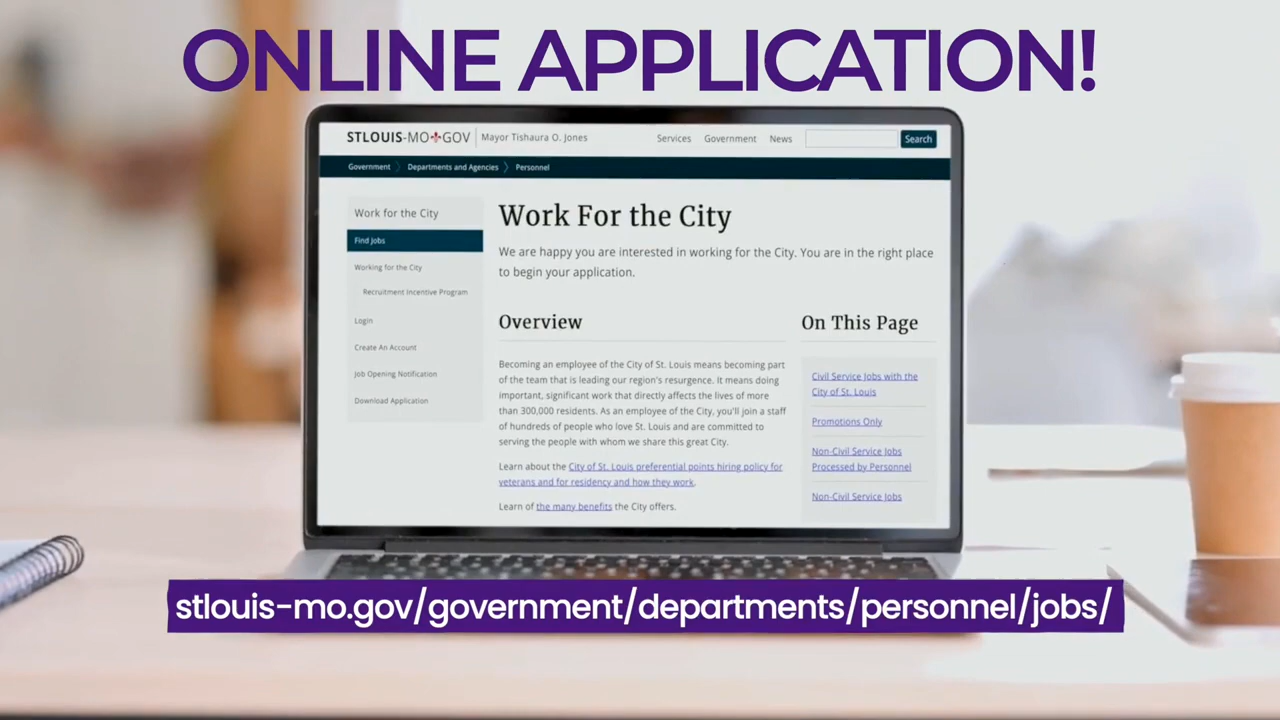 ONLINE APPLICATION!
STLOUIS-MO GOV Mayor Tishaura O. Jones Services Government News Search
Government Departments and Agencies Personnel
Work for the City
Find Jobs
Working for the City
Recruitment Incentive Program
Login
Create An Account
Job Opening Notification
Download Application
Work For the City
We are happy you are interested in working for the City. You are in the right place
to begin your application.
Overview
Becoming an employee of the City of St. Louis means becoming part
of the team that is leading our region's resurgence. It means doing
important, significant work that directly affects the lives of more
than 300,000 residents. As an employee of the City, you'll join a staff
of hundreds of people who love St. Louis and are committed to
serving the people with whom we share this great City.
Learn about the City of St. Louis preferential points hiring policy for
veterans and for residency and how they work.
Learn of the many benefits the City offers.
On This Page
Civil Service Jobs with the
City of St. Louis
Promotions Only
Non-Civil Service Jobs
Processed by Personnel
Non-Civil Service Jobs
stlouis-mo.gov/government/departments/personnel/jobs/